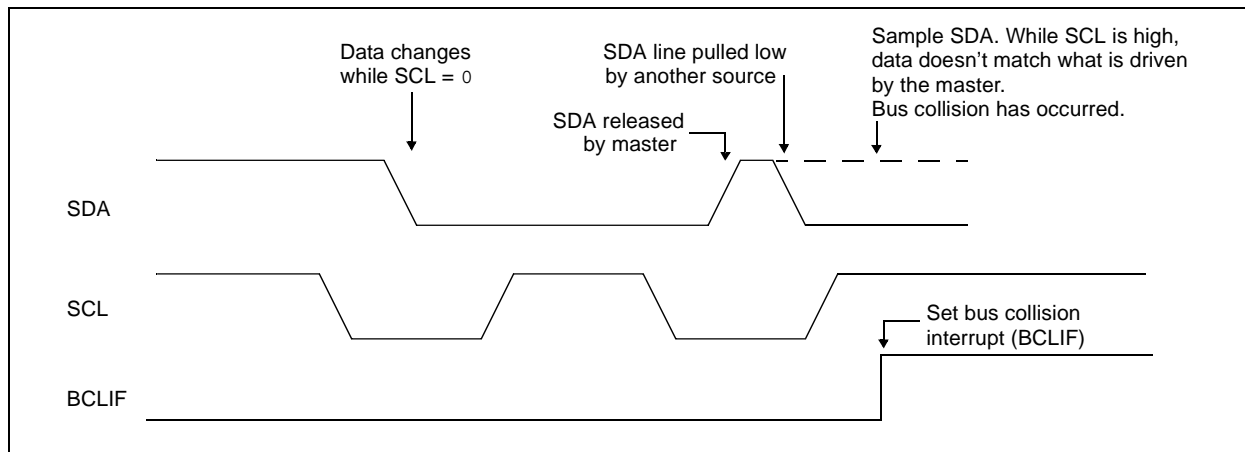 Data changes
while SCL = 0
SDA line pulled low
by another source
Sample SDA. While SCL is high,
data doesn't match what is driven
by the master.
Bus collision has occurred.
SDA released
by master
SDA
SCL
Set bus collision
interrupt (BCLIF)
BCLIF